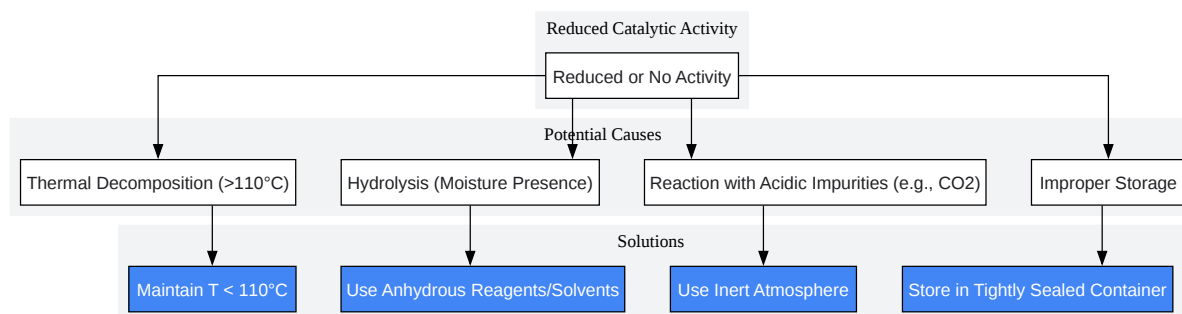 Reduced Catalytic Activity
Reduced or No Activity
Potential Causes
Thermal Decomposition (>110°C)
Hydrolysis (Moisture Presence)
Reaction with Acidic Impurities (e.g., CO2)
Improper Storage
Solutions
Maintain T < 110°C
Use Anhydrous Reagents/Solvents
Use Inert Atmosphere
Store in Tightly Sealed Container